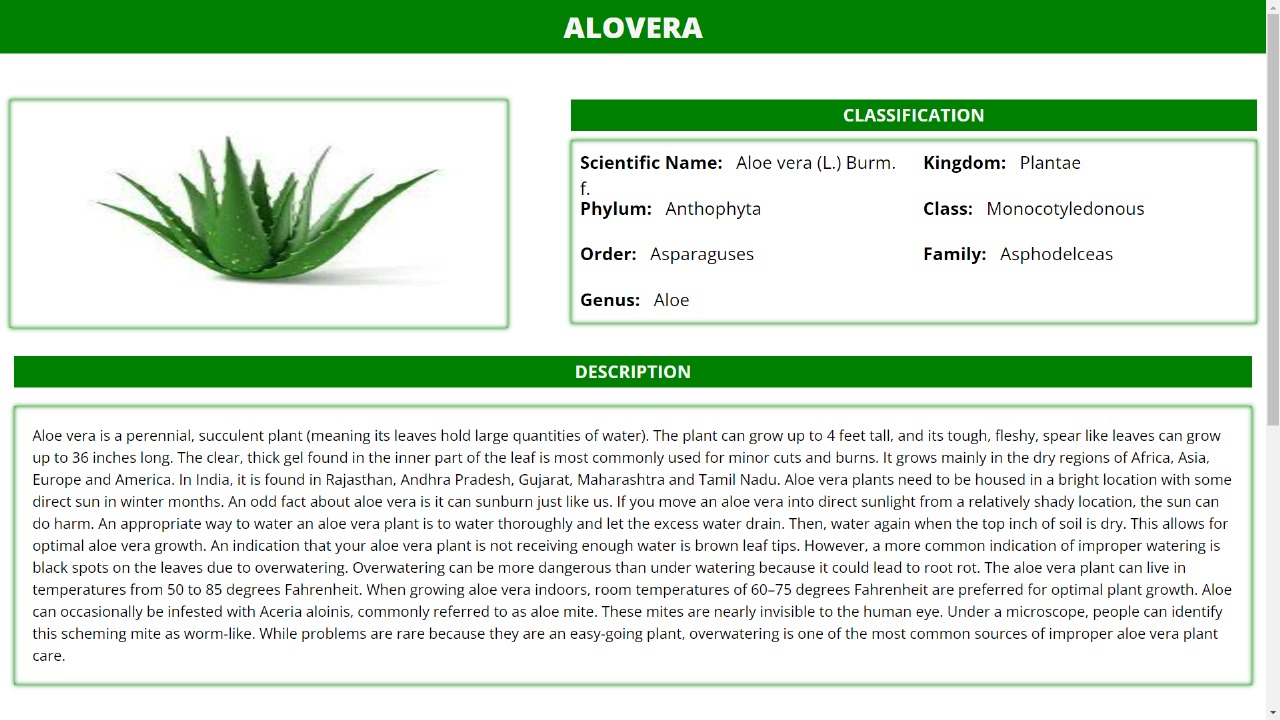 ALOVERA
CLASSIFICATION
Scientific Name: Aloe vera (L.) Burm. f.
Kingdom: Plantae
Phylum: Anthophyta
Class: Monocotyledonous
Order: Asparaguses
Family: Asphodelceas
Genus: Aloe
DESCRIPTION
Aloe vera is a perennial, succulent plant (meaning its leaves hold large quantities of water). The plant can grow up to 4 feet tall, and its tough, fleshy, spear like leaves can grow
up to 36 inches long. The clear, thick gel found in the inner part of the leaf is most commonly used for minor cuts and burns. It grows mainly in the dry regions of Africa, Asia,
Europe and America. In India, it is found in Rajasthan, Andhra Pradesh, Gujarat, Maharashtra and Tamil Nadu. Aloe vera plants need to be housed in a bright location with some
direct sun in winter months. An odd fact about aloe vera is it can sunburn just like us. If you move an aloe vera into direct sunlight from a relatively shady location, the sun can
do harm. An appropriate way to water an aloe vera plant is to water thoroughly and let the excess water drain. Then, water again when the top inch of soil is dry. This allows for
optimal aloe vera growth. An indication that your aloe vera plant is not receiving enough water is brown leaf tips. However, a more common indication of improper watering is
black spots on the leaves due to overwatering. Overwatering can be more dangerous than under watering because it could lead to root rot. The aloe vera plant can live in
temperatures from 50 to 85 degrees Fahrenheit. When growing aloe vera indoors, room temperatures of 60–75 degrees Fahrenheit are preferred for optimal plant growth. Aloe
can occasionally be infested with Aceria aloinis, commonly referred to as aloe mite. These mites are nearly invisible to the human eye. Under a microscope, people can identify
this scheming mite as worm-like. While problems are rare because they are an easy-going plant, overwatering is one of the most common sources of improper aloe vera plant
care.